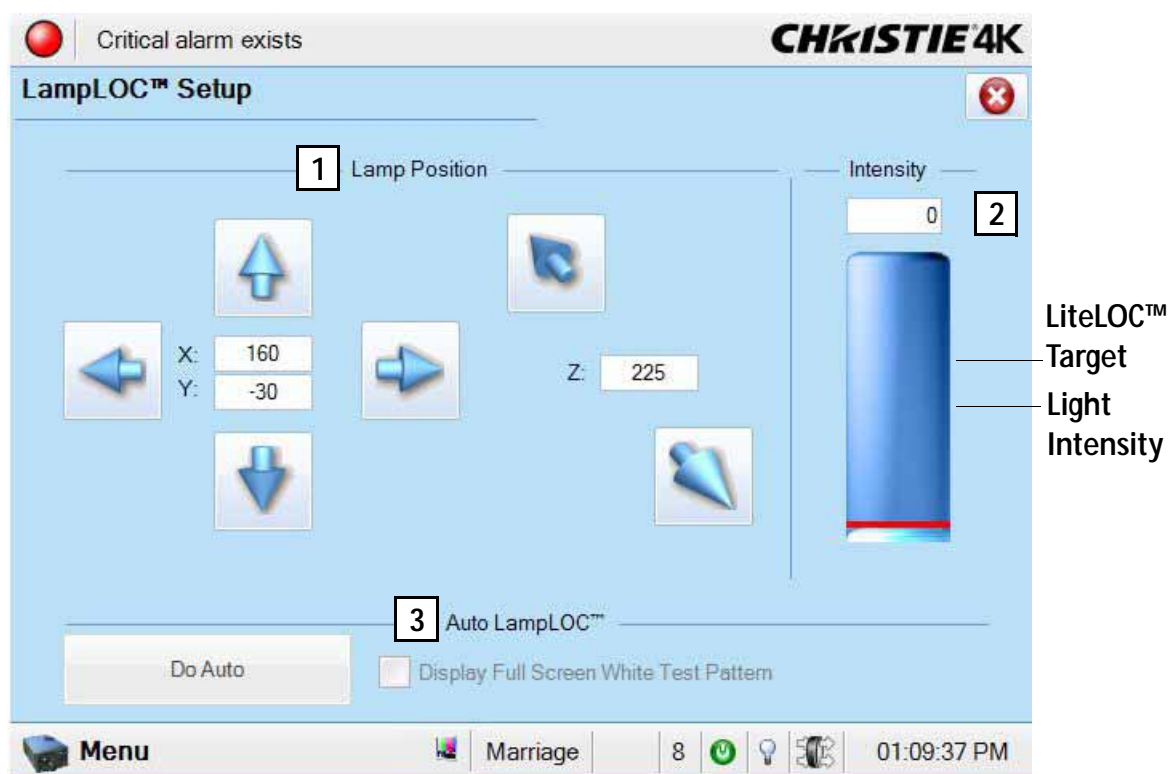 Critical alarm exists
CHRISTIE 4K
LampLOC™ Setup
1 Lamp Position
Intensity
0
2
X: 160
Y: -30
Z: 225
LiteLOC™
Target
Light
Intensity
3 Auto LampLOC™
Do Auto
Display Full Screen White Test Pattern
Menu
Marriage
8
01:09:37 PM